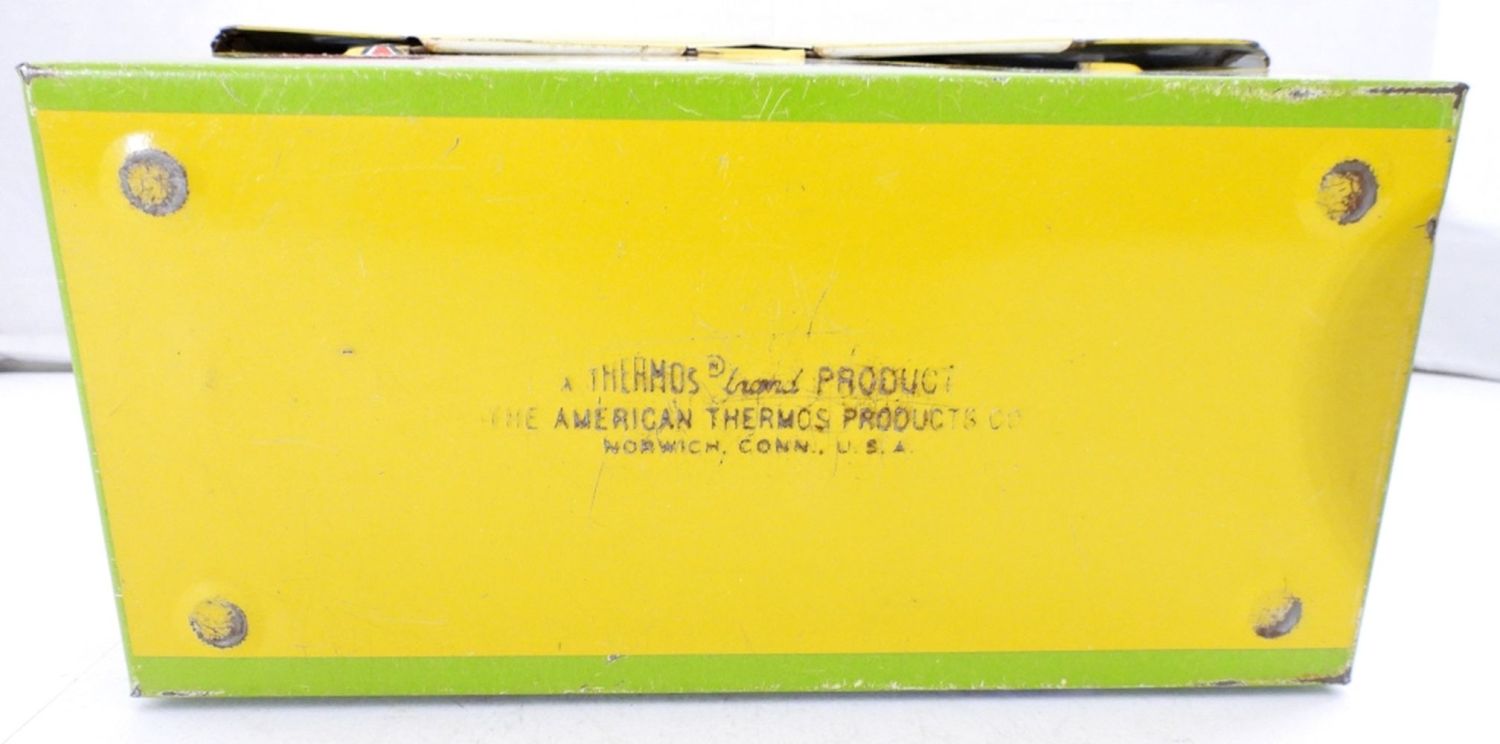 A THERMOS ® brand PRODUCT
THE AMERICAN THERMOS PRODUCTS CO
NORWICH, CONN., U. S. A.